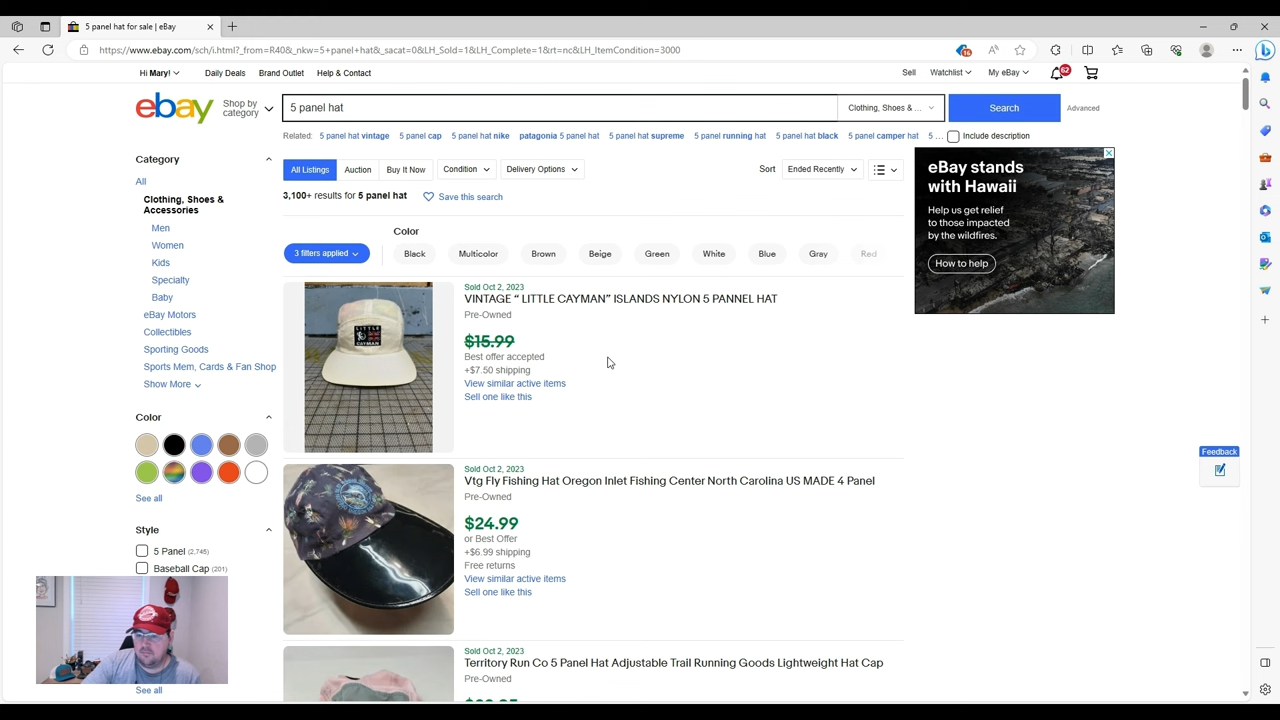 5 panel hat for sale | eBay
https://www.ebay.com/sch/i.html?_from=R40&_nkw=5+panel+hat&_sacat=0&LH_Sold=1&LH_Complete=1&rt=nc&LH_ItemCondition=3000
16
Hi Mary!
Daily Deals
Brand Outlet
Help & Contact
Sell
Watchlist
My eBay
62
ebay
Shop by
category
5 panel hat
Clothing, Shoes & ...
Search
Advanced
Related:
5 panel hat vintage
5 panel cap
5 panel hat nike
patagonia 5 panel hat
5 panel hat supreme
5 panel running hat
5 panel hat black
5 panel camper hat
5 ...
Include description
Category
All
Clothing, Shoes &
Accessories
Men
Women
Kids
Specialty
Baby
eBay Motors
Collectibles
Sporting Goods
Sports Mem, Cards & Fan Shop
Show More
Color
See all
Style
5 Panel (2,745)
Baseball Cap (201)
See all
All Listings
Auction
Buy It Now
Condition
Delivery Options
Sort
Ended Recently
3,100+ results for 5 panel hat
Save this search
Color
3 filters applied
Black
Multicolor
Brown
Beige
Green
White
Blue
Gray
Red
LITTLE
CAYMAN
Sold Oct 2, 2023
VINTAGE “ LITTLE CAYMAN” ISLANDS NYLON 5 PANNEL HAT
Pre-Owned
$15.99
Best offer accepted
+$7.50 shipping
View similar active items
Sell one like this
Sold Oct 2, 2023
Vtg Fly Fishing Hat Oregon Inlet Fishing Center North Carolina US MADE 4 Panel
Pre-Owned
$24.99
or Best Offer
+$6.99 shipping
Free returns
View similar active items
Sell one like this
Sold Oct 2, 2023
Territory Run Co 5 Panel Hat Adjustable Trail Running Goods Lightweight Hat Cap
Pre-Owned
eBay stands
with Hawaii
Help us get relief
to those impacted
by the wildfires.
How to help
Feedback